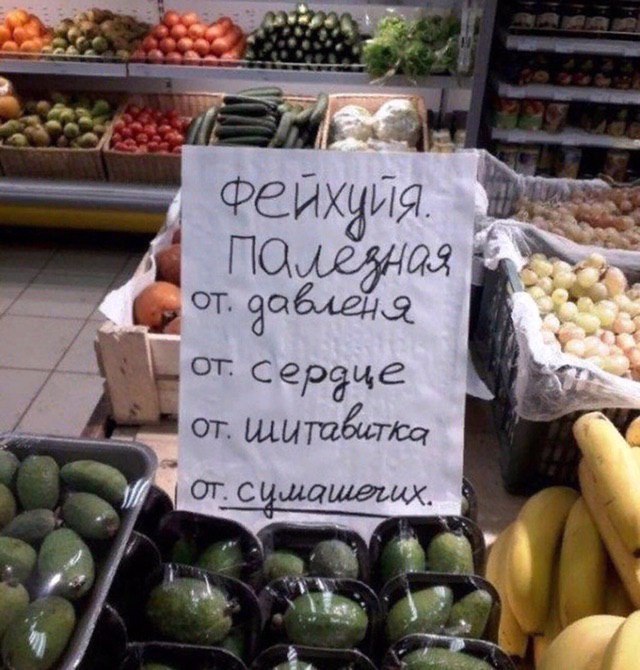 Фейхуйя.
Палезная
от. давленя
от. сердце
от. шитавитка
от. сумашечих.